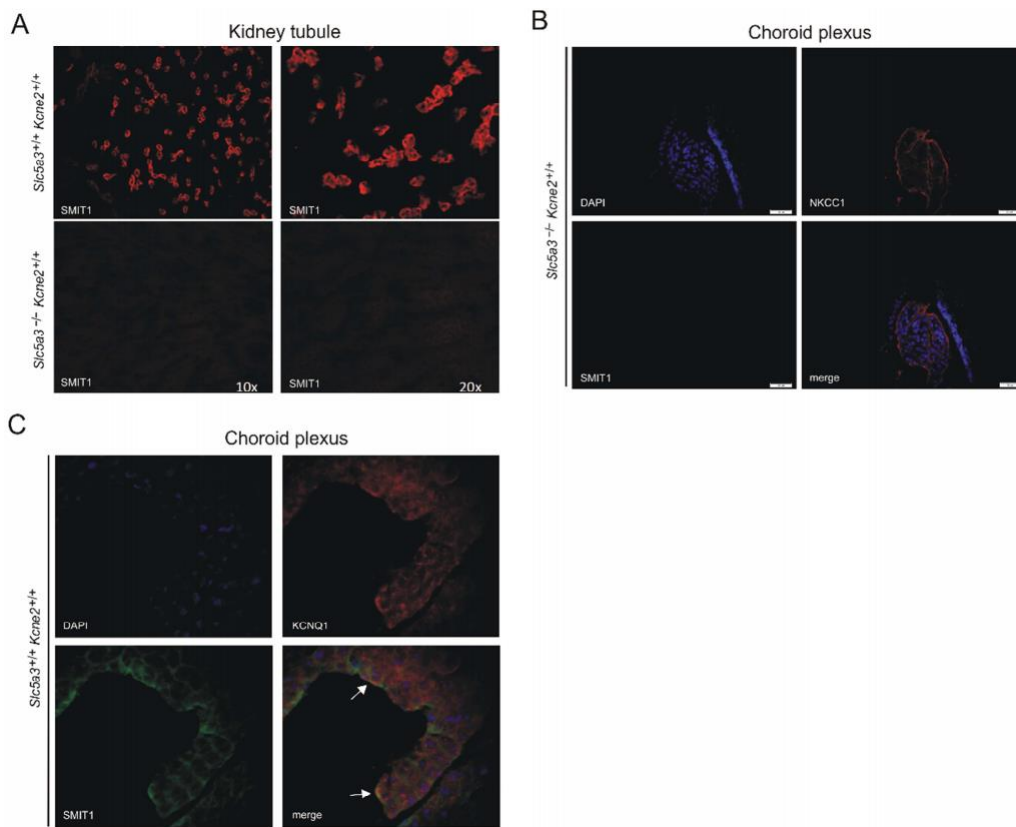 A
Kidney tubule
Slc5a3+/+ Kcne2+/+
SMIT1
SMIT1
Slc5a3−/− Kcne2+/+
SMIT1
10x
SMIT1
20x
B
Choroid plexus
Slc5a3−/− Kcne2+/+
DAPI
NKCC1
SMIT1
merge
C
Choroid plexus
Slc5a3+/+ Kcne2+/+
DAPI
KCNQ1
SMIT1
merge